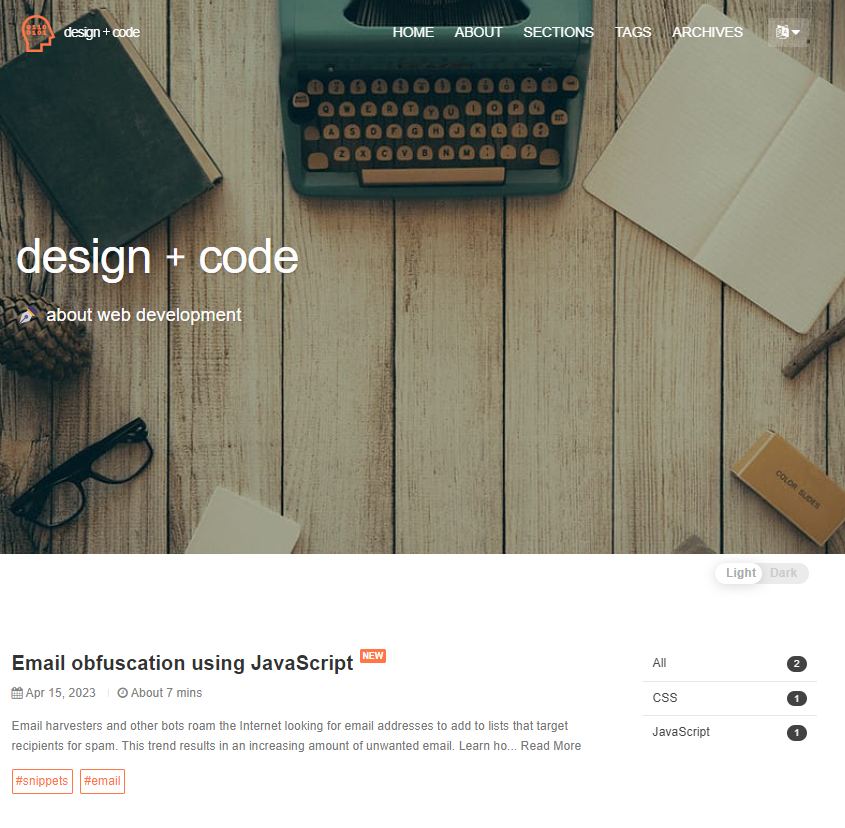 design + code
HOME ABOUT SECTIONS TAGS ARCHIVES
Q W E R T Y U I O P
A S D F G H J K L
Z X C V B N M
design + code
about web development
COLOR SLIDES
Light Dark
Email obfuscation using JavaScript NEW
Apr 15, 2023 About 7 mins
Email harvesters and other bots roam the Internet looking for email addresses to add to lists that target
recipients for spam. This trend results in an increasing amount of unwanted email. Learn ho... Read More
#snippets #email
All 2
CSS 1
JavaScript 1